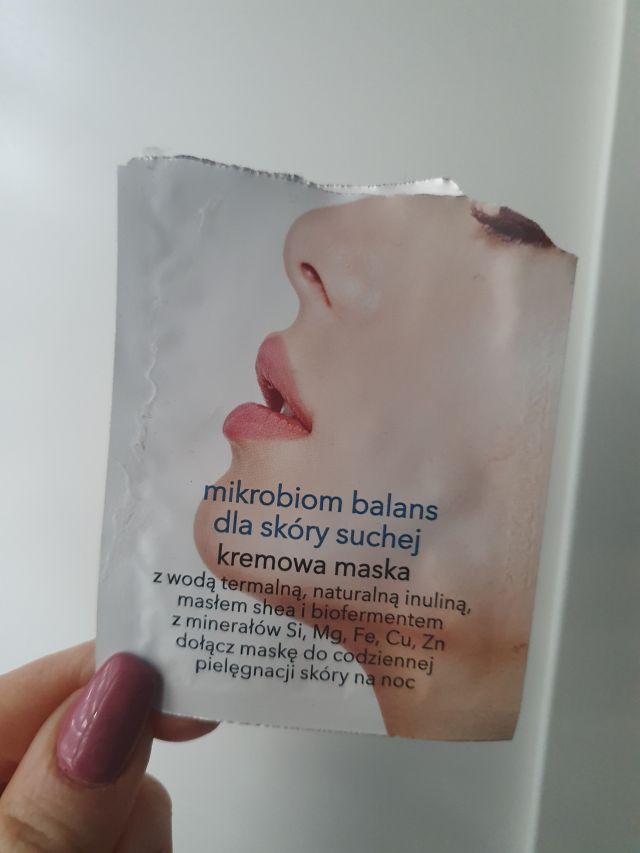 mikrobiom balans
dla skóry suchej
kremowa maska
z wodą termalną, naturalną inuliną,
masłem shea i biofermentem
z minerałów Si, Mg, Fe, Cu, Zn
dołącz maskę do codziennej
pielęgnacji skóry na noc